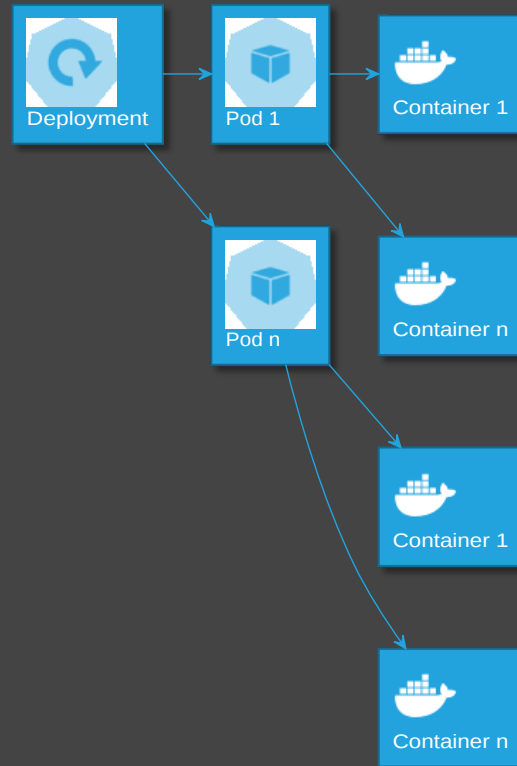 Deployment
Pod 1
Container 1
Container n
Pod n
Container 1
Container n